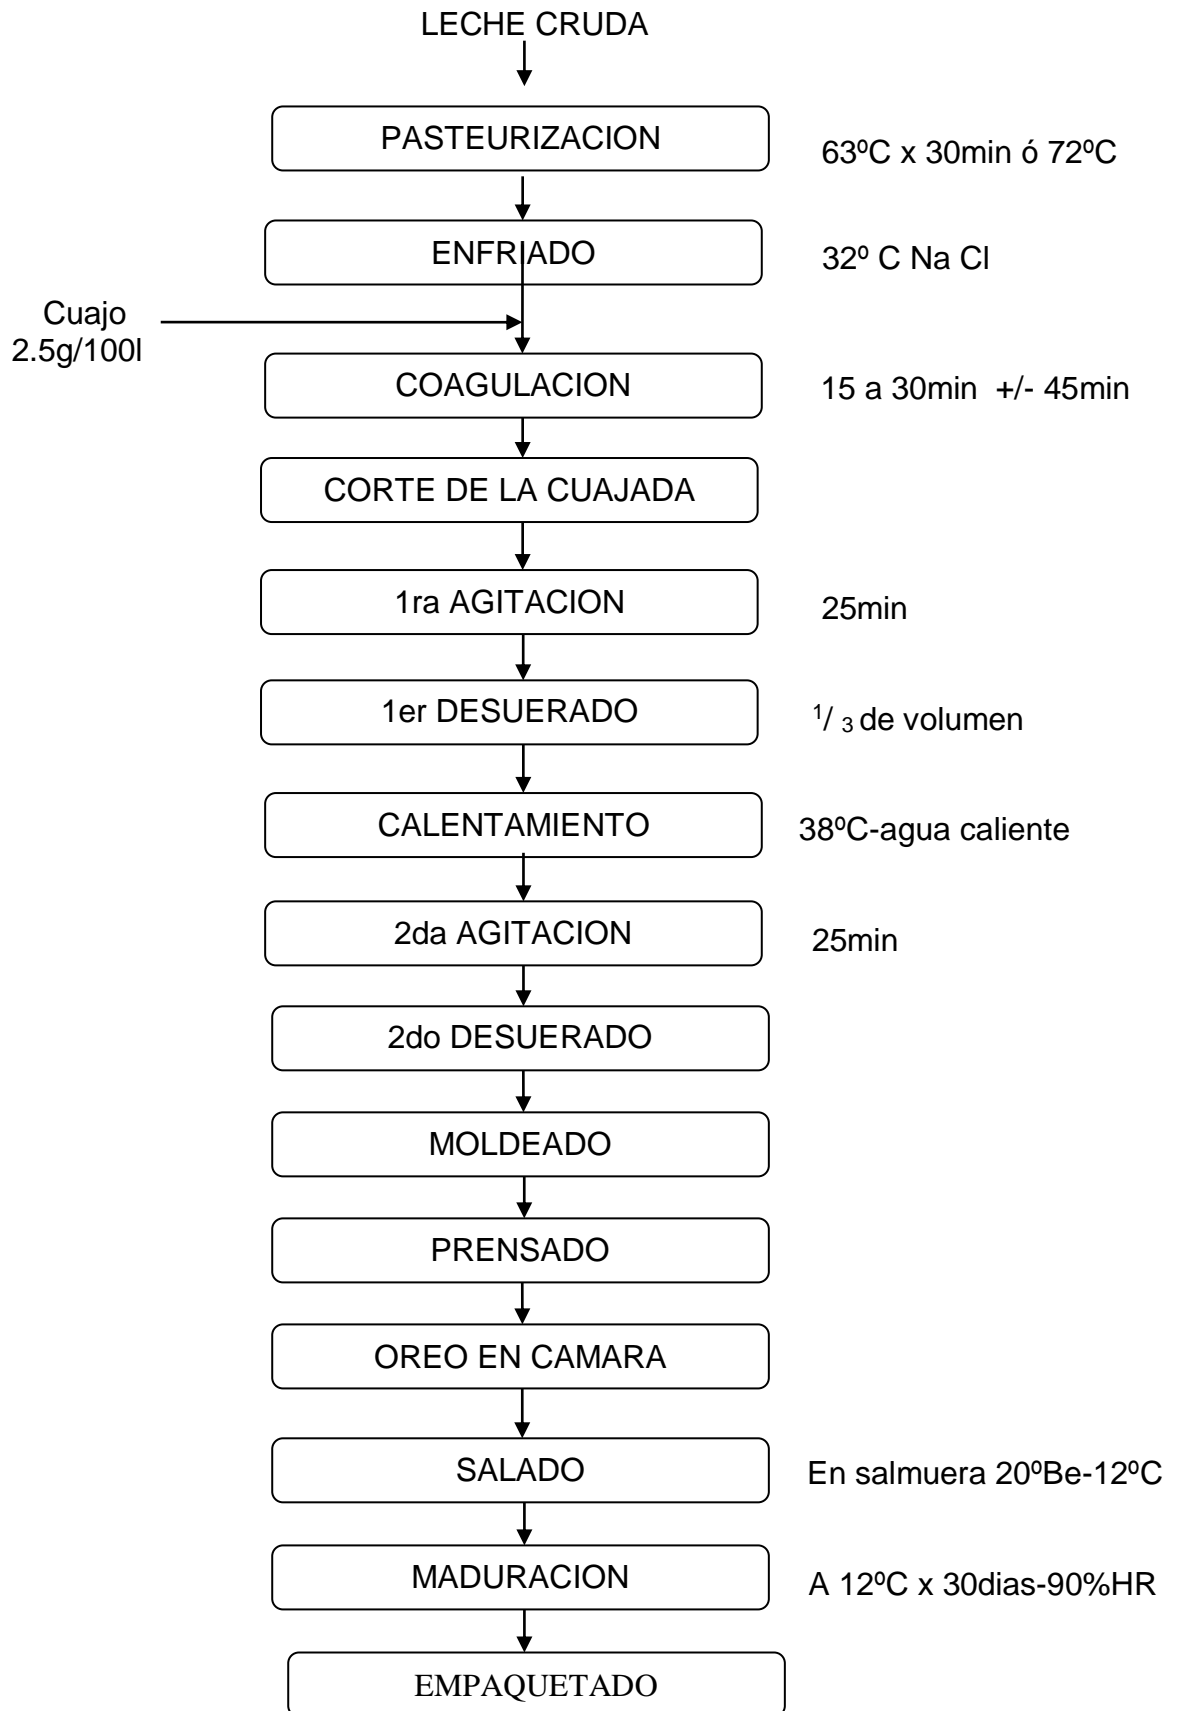 LECHE CRUDA
PASTEURIZACION
63ºC x 30min ó 72ºC
ENFRIADO
32º C Na Cl
Cuajo
2.5g/100l
COAGULACION
15 a 30min  +/- 45min
CORTE DE LA CUAJADA
1ra AGITACION
25min
1er DESUERADO
1/ 3 de volumen
CALENTAMIENTO
38ºC-agua caliente
2da AGITACION
25min
2do DESUERADO
MOLDEADO
PRENSADO
OREO EN CAMARA
SALADO
En salmuera 20ºBe-12ºC
MADURACION
A 12ºC x 30dias-90%HR
EMPAQUETADO